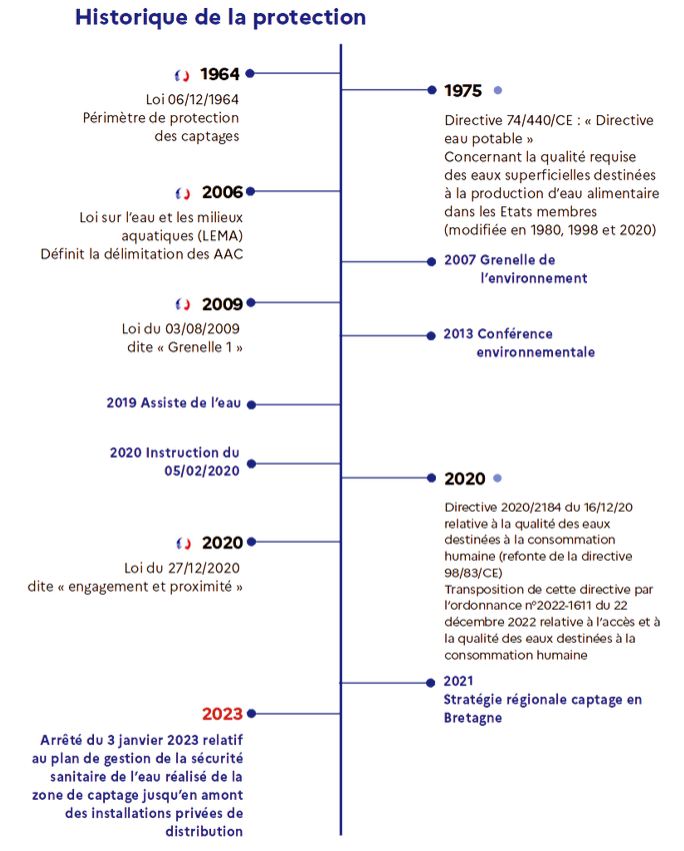 Historique de la protection
1964
Loi 06/12/1964
Périmètre de protection
des captages
1975
Directive 74/440/CE : « Directive
eau potable »
Concernant la qualité requise
des eaux superficielles destinées
à la production d'eau alimentaire
dans les Etats membres
(modifiée en 1980, 1998 et 2020)
2006
Loi sur l'eau et les milieux
aquatiques (LEMA)
Définit la délimitation des AAC
2007 Grenelle de
l'environnement
2009
Loi du 03/08/2009
dite « Grenelle 1 »
2013 Conférence
environnementale
2019 Assiste de l'eau
2020 Instruction du
05/02/2020
2020
Directive 2020/2184 du 16/12/20
relative à la qualité des eaux
destinées à la consommation
humaine (refonte de la directive
98/83/CE)
Transposition de cette directive par
l'ordonnance n°2022-1611 du 22
décembre 2022 relative à l'accès et à
la qualité des eaux destinées à la
consommation humaine
2020
Loi du 27/12/2020
dite « engagement et proximité »
2021
Stratégie régionale captage en
Bretagne
2023
Arrêté du 3 janvier 2023 relatif
au plan de gestion de la sécurité
sanitaire de l'eau réalisé de la
zone de captage jusqu'en amont
des installations privées de
distribution